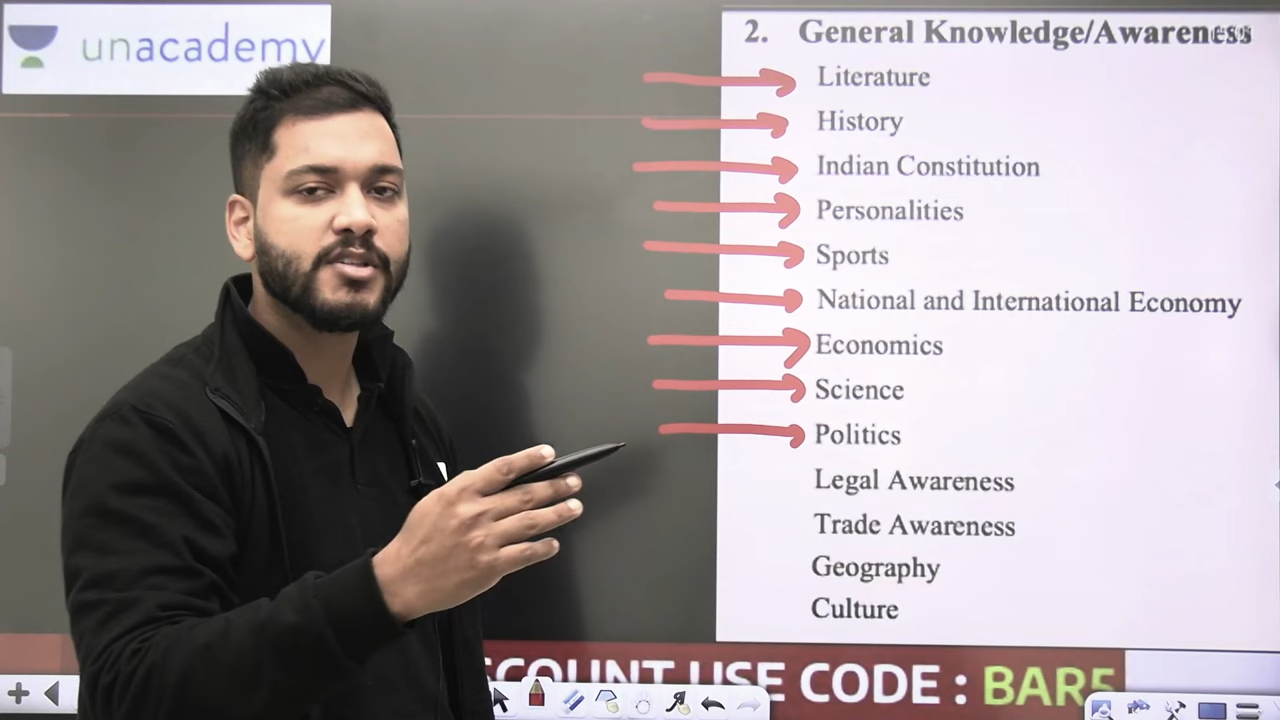 unacademy
2. General Knowledge/Awareness
Literature
History
Indian Constitution
Personalities
Sports
National and International Economy
Economics
Science
Politics
Legal Awareness
Trade Awareness
Geography
Culture
SCOUNT USE CODE : BAR5